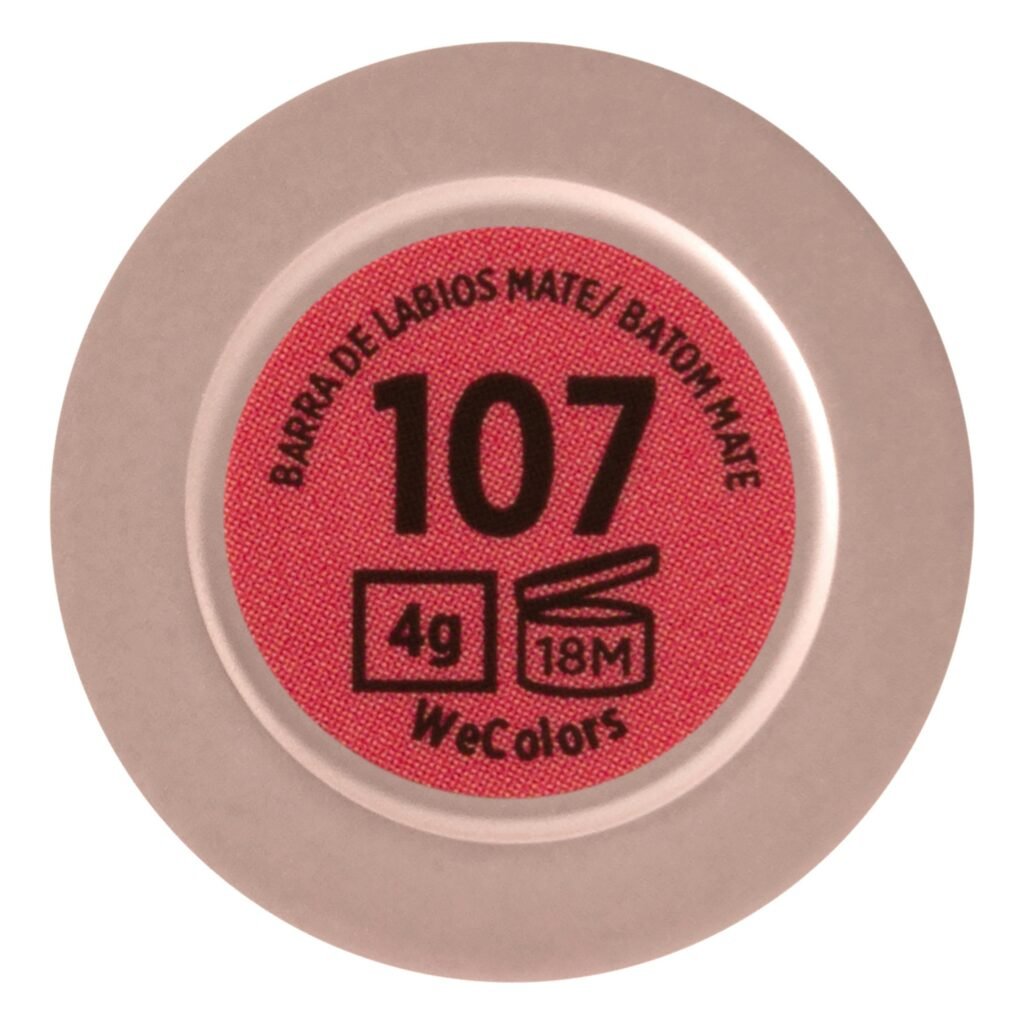 BARRA DE LABIOS MATE/ BATOM MATE
107
4g
18M
WeColors